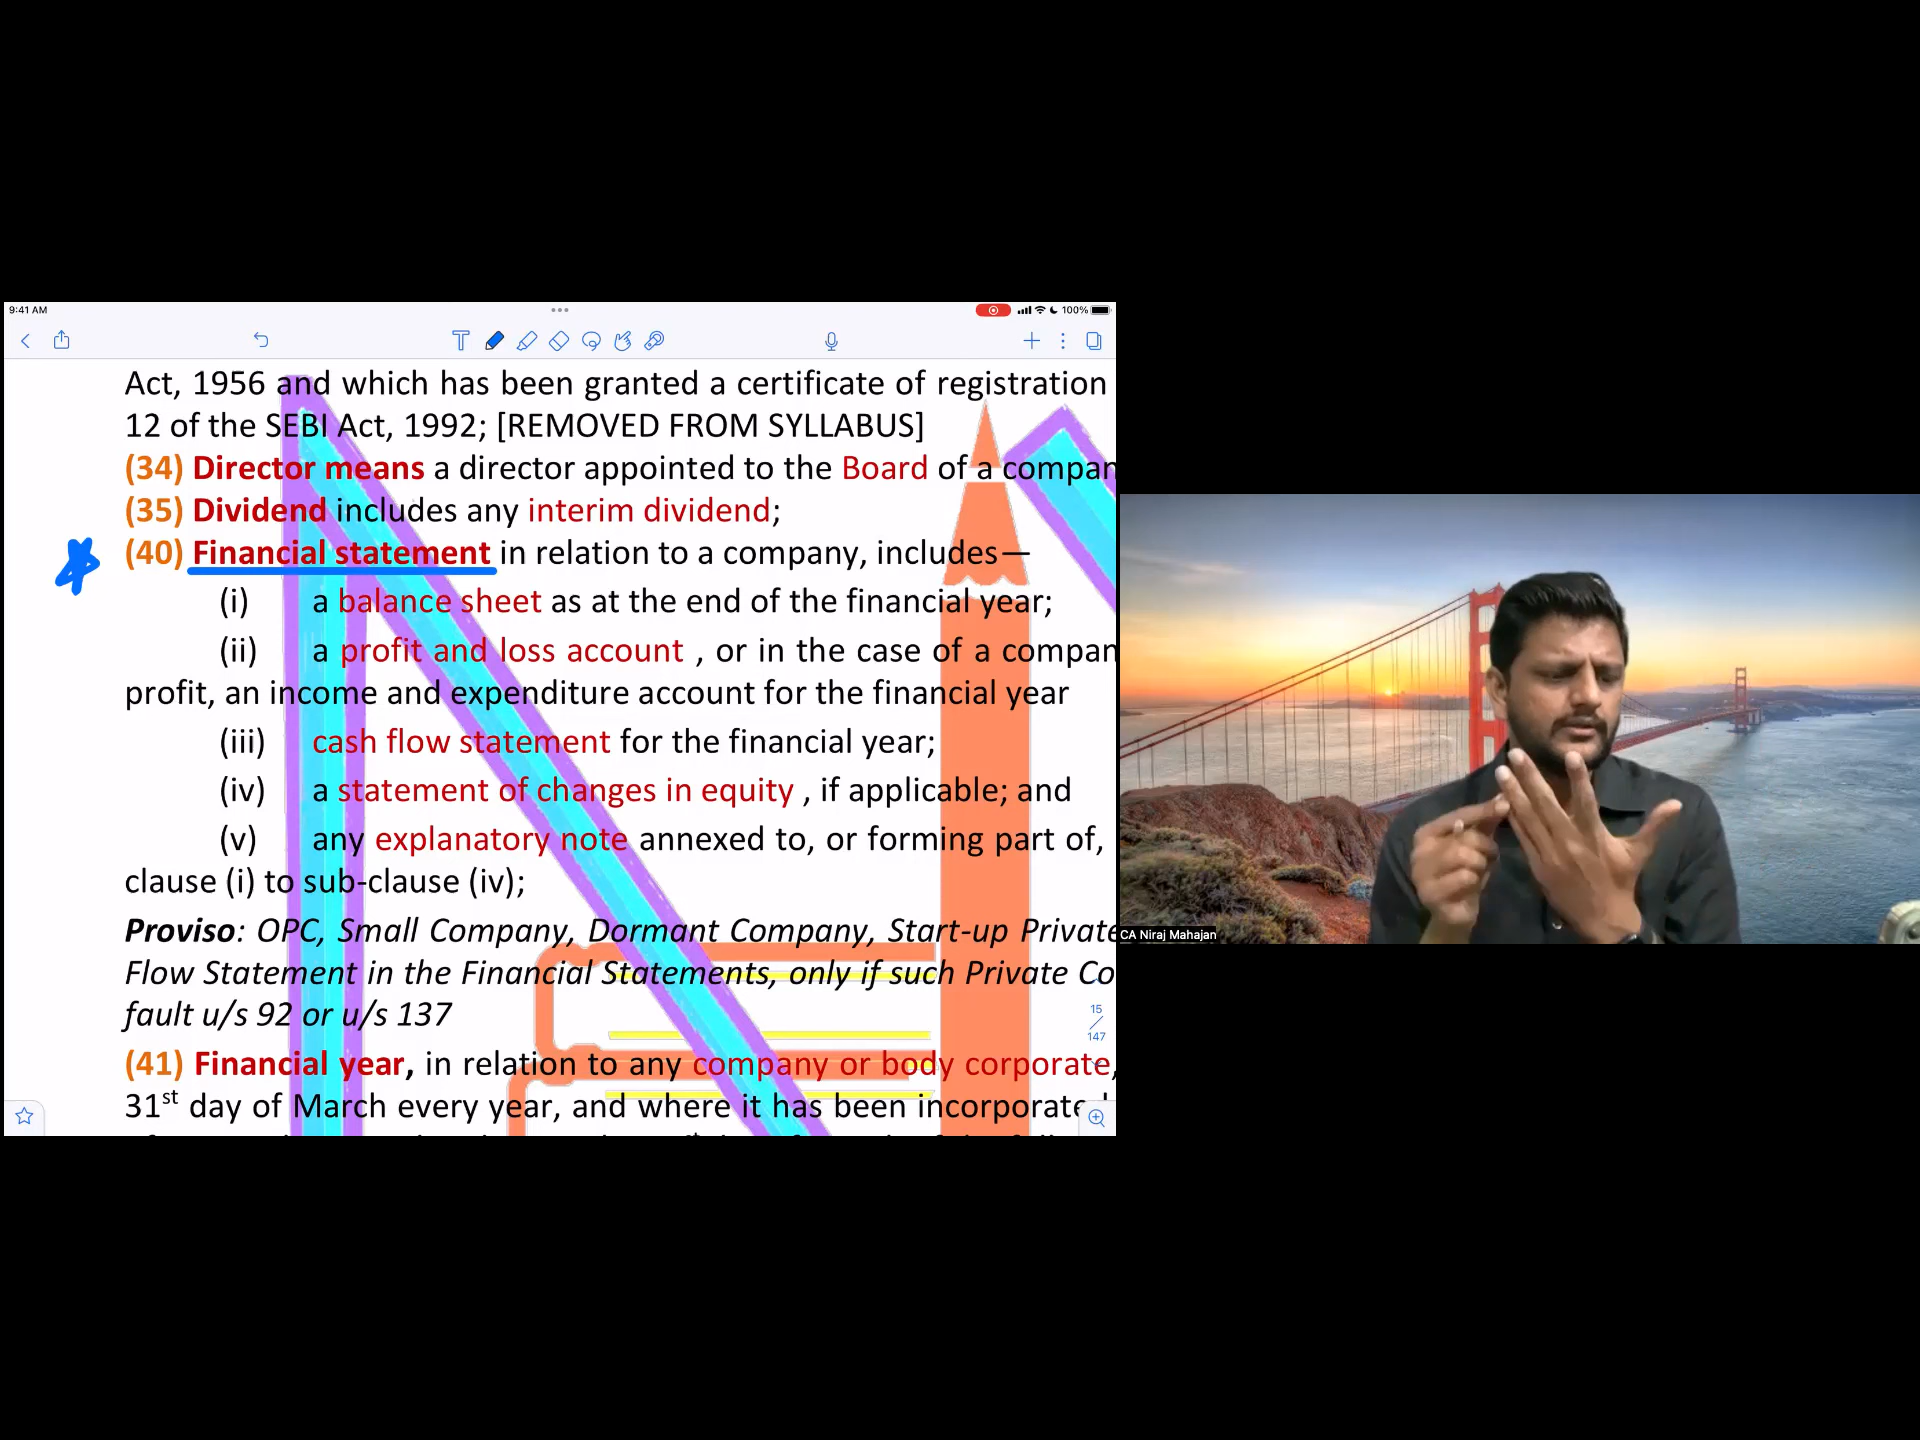 9:41 AM
100%
Act, 1956 and which has been granted a certificate of registration
12 of the SEBI Act, 1992; [REMOVED FROM SYLLABUS]
(34) Director means a director appointed to the Board of a compan
(35) Dividend includes any interim dividend;
(40) Financial statement in relation to a company, includes—
(i) a balance sheet as at the end of the financial year;
(ii) a profit and loss account , or in the case of a compan
profit, an income and expenditure account for the financial year
(iii) cash flow statement for the financial year;
(iv) a statement of changes in equity , if applicable; and
(v) any explanatory note annexed to, or forming part of,
clause (i) to sub-clause (iv);
Proviso: OPC, Small Company, Dormant Company, Start-up Private
Flow Statement in the Financial Statements, only if such Private Co
fault u/s 92 or u/s 137
15
147
(41) Financial year, in relation to any company or body corporate,
31st day of March every year, and where it has been incorporated
CA Niraj Mahajan